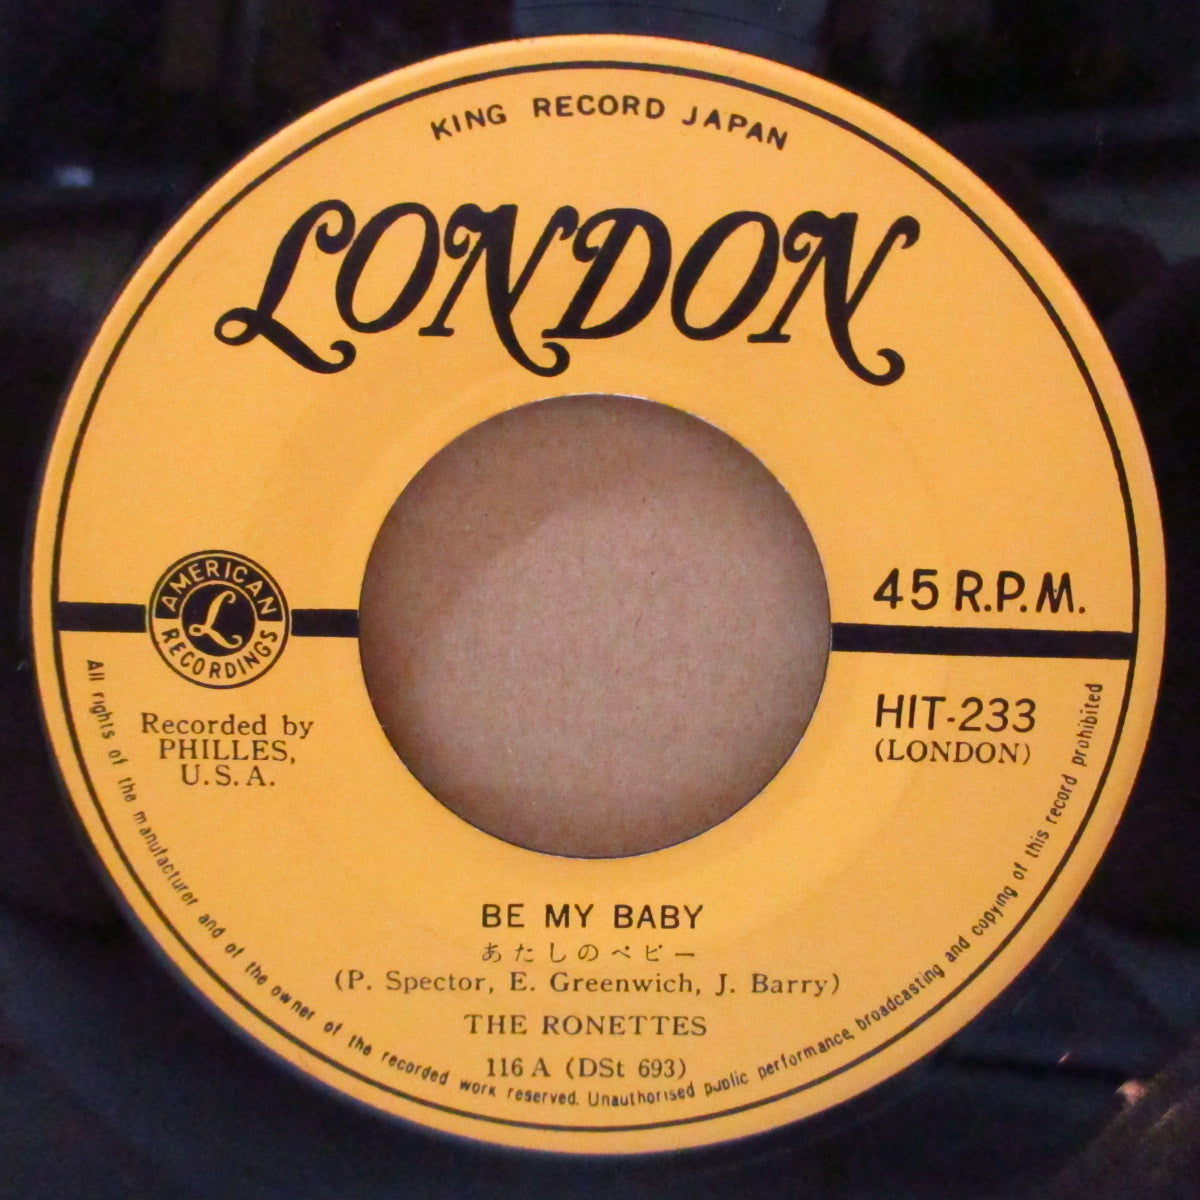 KING RECORD JAPAN
LONDON
AMERICAN RECORDINGS
L
45 R.P.M.
HIT-233
(LONDON)
Recorded by
PHILLES,
U.S.A.
BE MY BABY
あたしのベビー
(P. Spector, E. Greenwich, J. Barry)
THE RONETTES
116 A (DSt 693)
All rights of the manufacturer and of the owner of the recorded work reserved. Unauthorised public performance, broadcasting and copying of this record prohibited